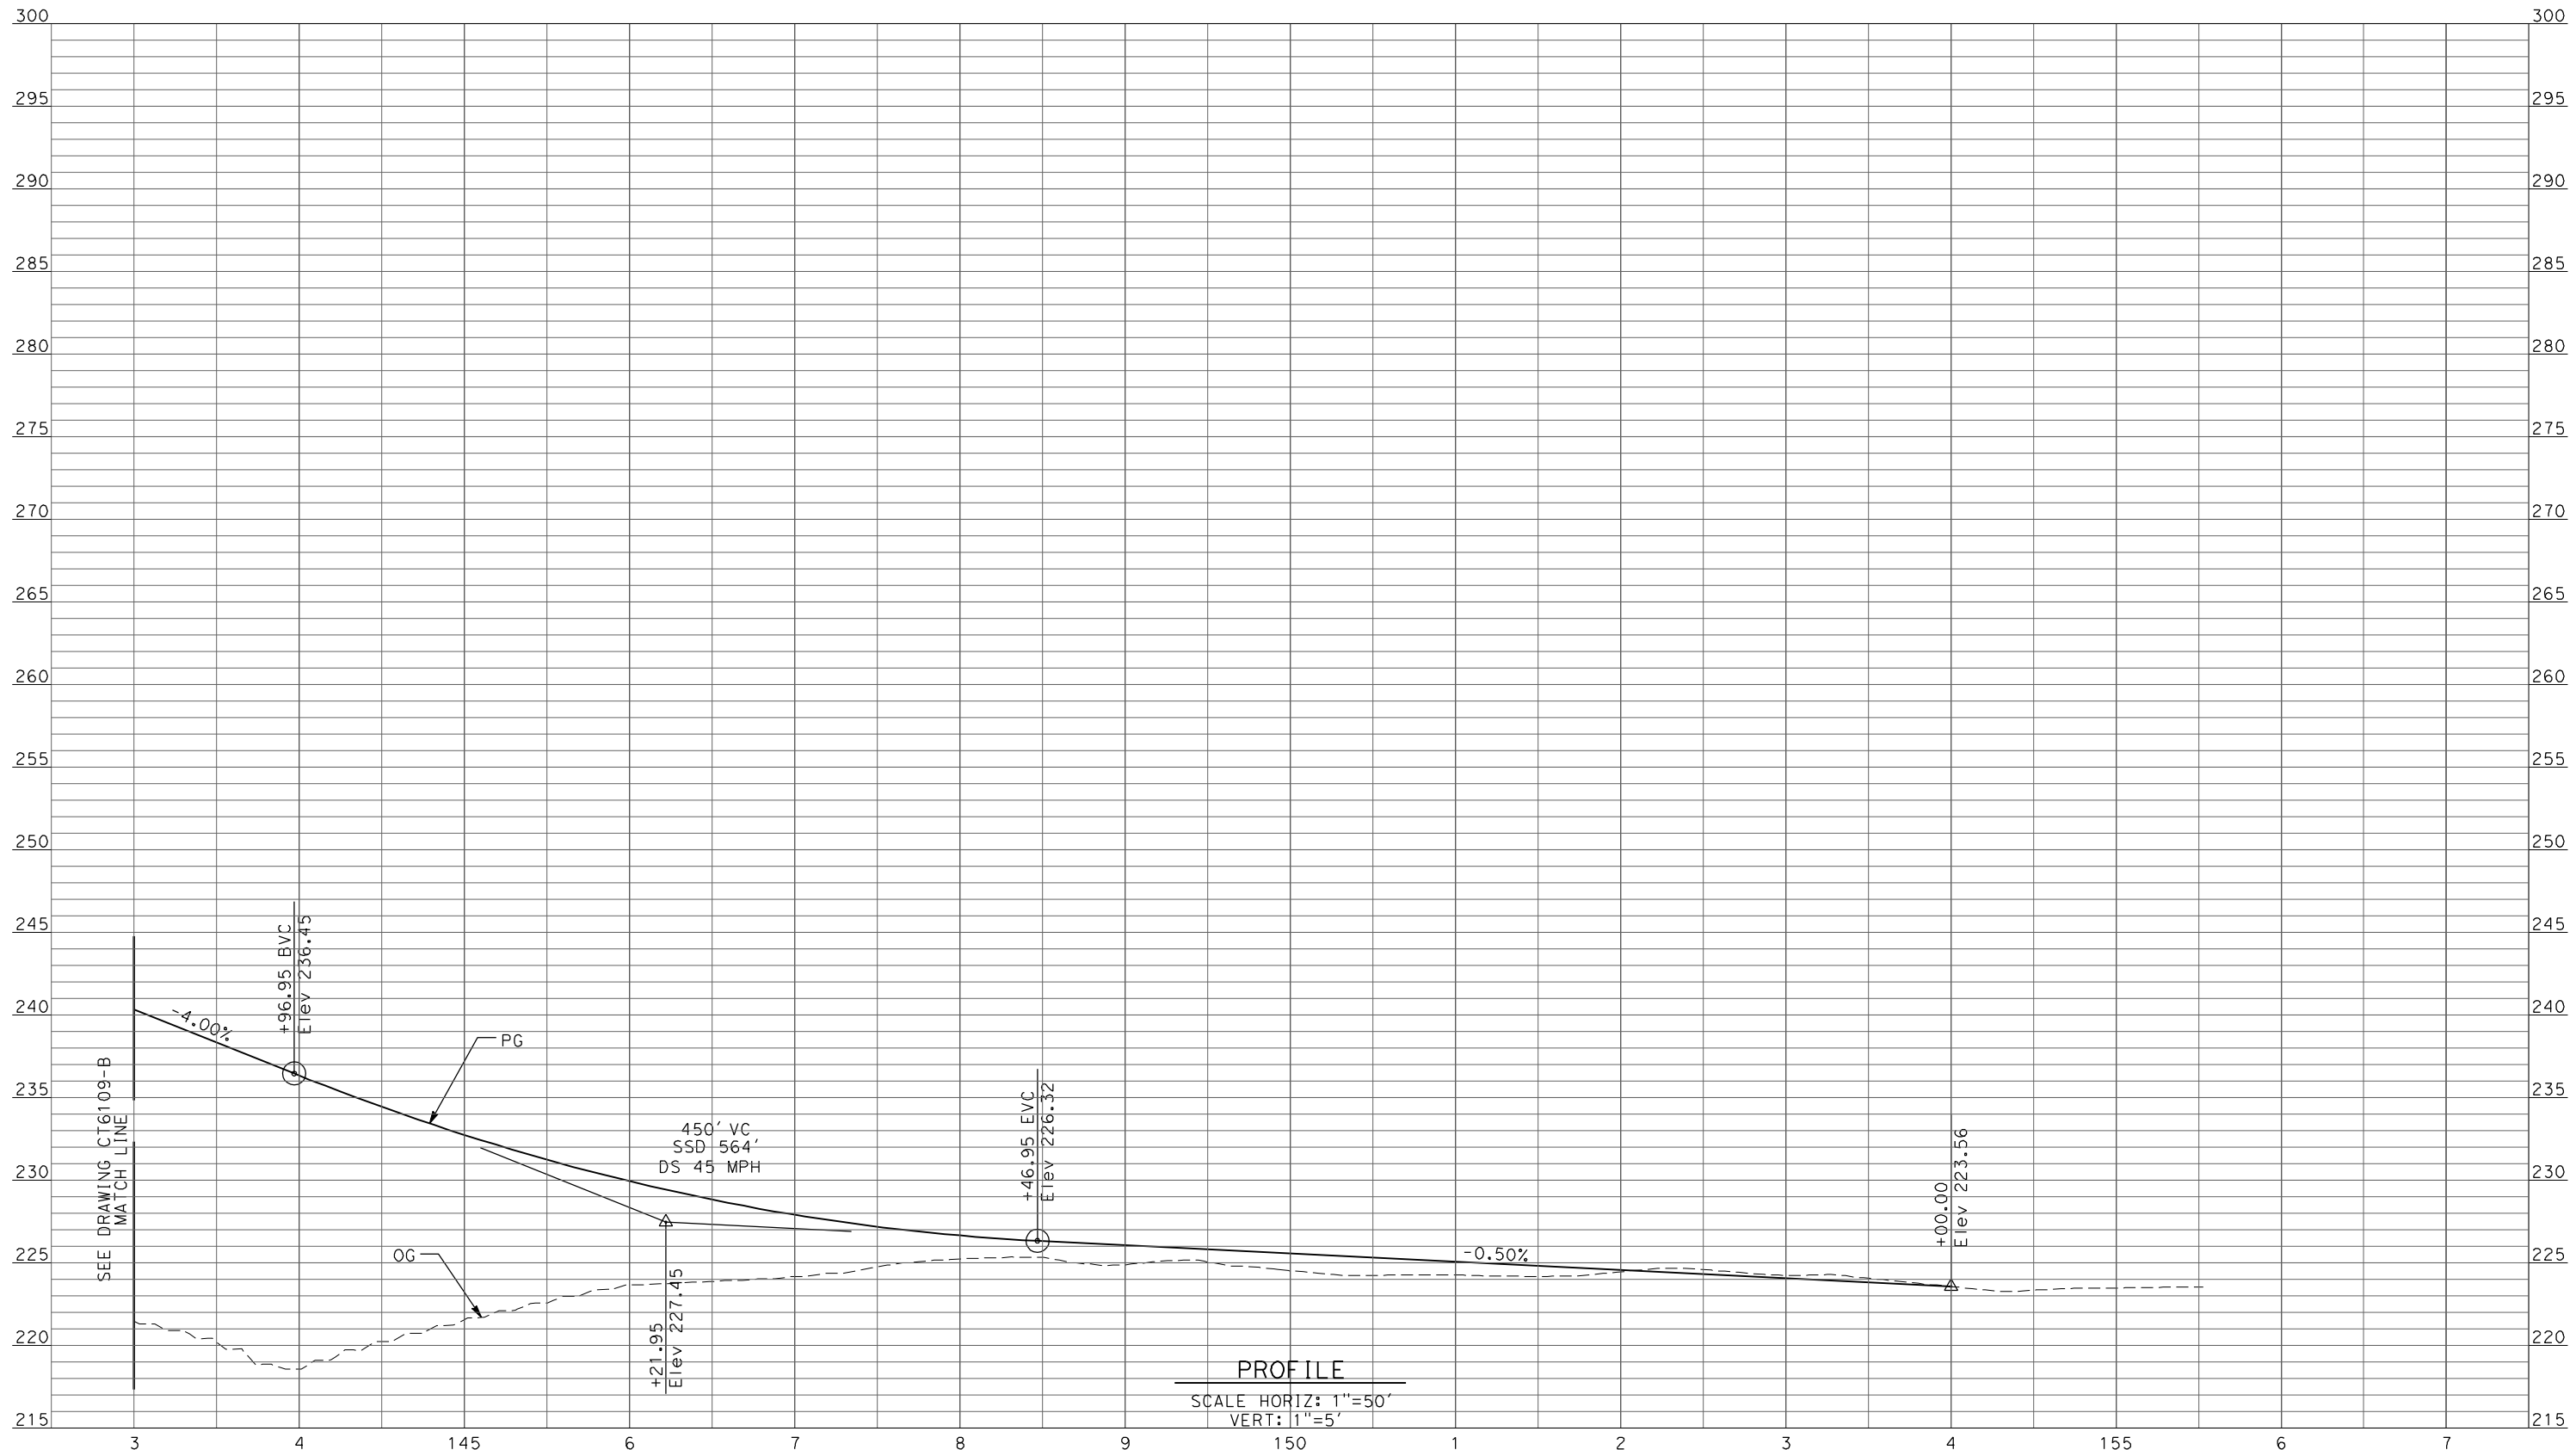 300
300
295
295
290
290
285
285
280
280
275
275
270
270
265
265
260
260
255
255
250
250
245
245
240
240
235
235
230
230
225
225
220
220
215
215
SEE DRAWING CT6109-B
MATCH LINE
-4.00%
+96.95 BVC
Elev 236.45
PG
OG
450' VC
SSD 564'
DS 45 MPH
+21.95
Elev 227.45
+46.95 EVC
Elev 226.32
-0.50%
+00.00
Elev 223.56
PROFILE
SCALE HORIZ: 1"=50'
VERT: 1"=5'
3 4 145 6 7 8 9 150 1 2 3 4 155 6 7